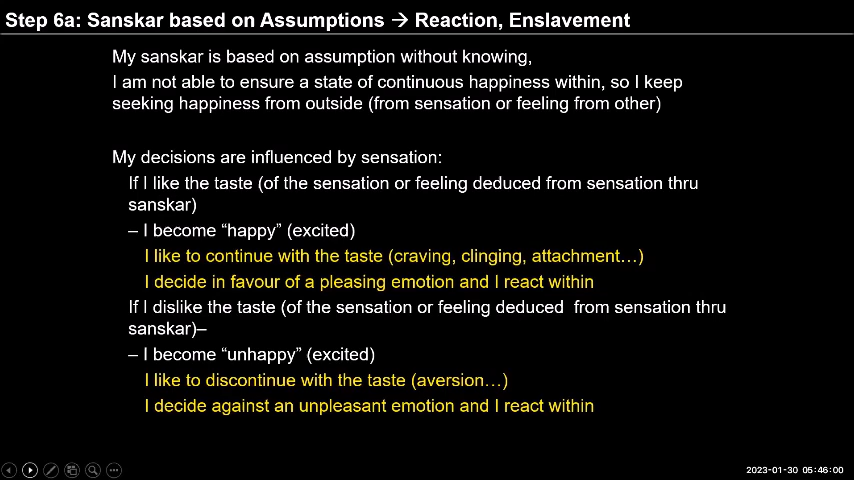 Step 6a: Sanskar based on Assumptions → Reaction, Enslavement
My sanskar is based on assumption without knowing,
I am not able to ensure a state of continuous happiness within, so I keep
seeking happiness from outside (from sensation or feeling from other)
My decisions are influenced by sensation:
If I like the taste (of the sensation or feeling deduced from sensation thru
sanskar)
– I become “happy” (excited)
I like to continue with the taste (craving, clinging, attachment…)
I decide in favour of a pleasing emotion and I react within
If I dislike the taste (of the sensation or feeling deduced from sensation thru
sanskar)–
– I become “unhappy” (excited)
I like to discontinue with the taste (aversion…)
I decide against an unpleasant emotion and I react within
2023-01-30 05:46:00